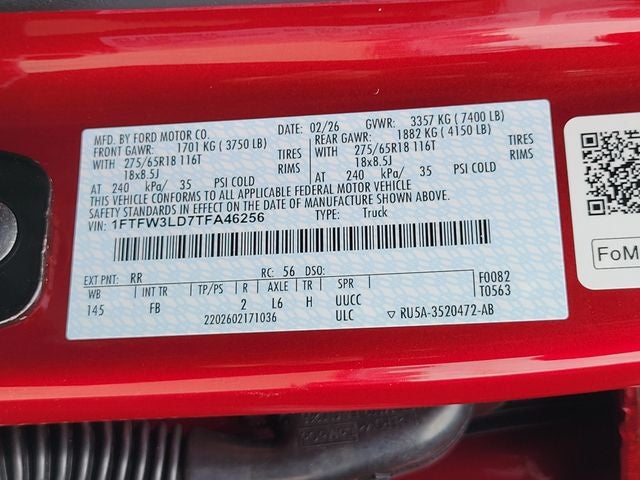 MFD. BY FORD MOTOR CO. DATE: 02/26 GVWR: 3357 KG ( 7400 LB)
FRONT GAWR: 1701 KG ( 3750 LB) REAR GAWR: 1882 KG ( 4150 LB)
WITH 275/65R18 116T TIRES WITH 275/65R18 116T TIRES
18x8.5J RIMS 18x8.5J RIMS
AT 240 kPa/ 35 PSI COLD AT 240 kPa/ 35 PSI COLD
THIS VEHICLE CONFORMS TO ALL APPLICABLE FEDERAL MOTOR VEHICLE
SAFETY STANDARDS IN EFFECT ON THE DATE OF MANUFACTURE SHOWN ABOVE.
VIN: 1FTFW3LD7TFA46256 TYPE: Truck
EXT PNT: RR RC: 56 DSO: F0082
WB INT TR TP/PS R AXLE TR SPR T0563
145 FB 2 L6 H UUCC
2202602171036 ULC ▽ RU5A-3520472-AB
FoM